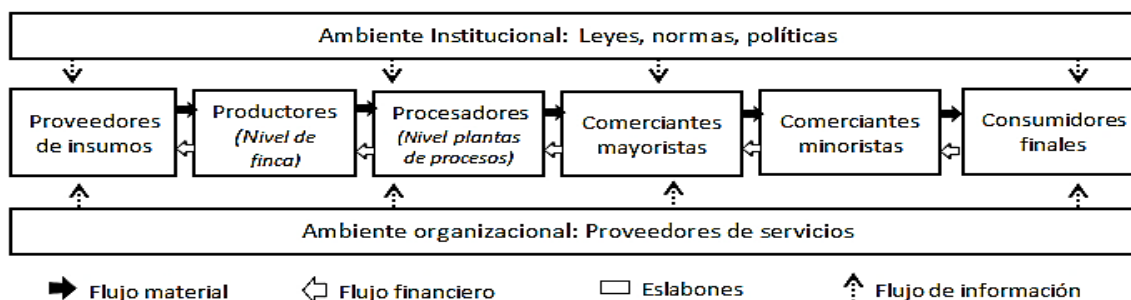 Ambiente Institucional: Leyes, normas, políticas
Proveedores
de insumos
Productores
(Nivel de
finca)
Procesadores
(Nivel plantas
de procesos)
Comerciantes
mayoristas
Comerciantes
minoristas
Consumidores
finales
Ambiente organizacional: Proveedores de servicios
Flujo material
Flujo financiero
Eslabones
Flujo de información